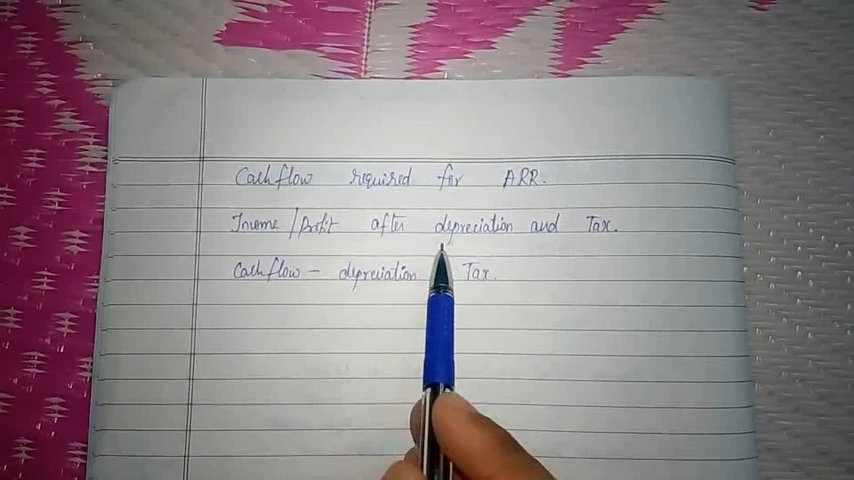 Cashflow required for ARR.
Income/Profit after depreciation and Tax.
Cashflow - depreciation Tax.